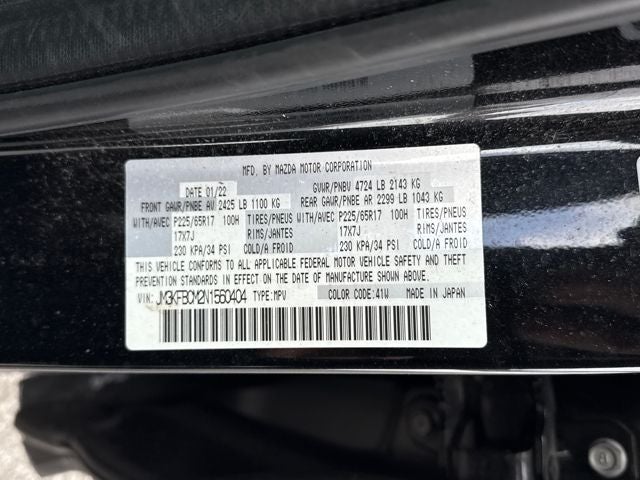 MFD. BY MAZDA MOTOR CORPORATION
DATE 01/22 GVWR/PNBV 4724 LB 2143 KG
FRONT GAWR/PNBE AV 2425 LB 1100 KG REAR GAWR/PNBE AR 2299 LB 1043 KG
WITH/AVEC P225/65R17 100H TIRES/PNEUS WITH/AVEC P225/65R17 100H TIRES/PNEUS
17X7J RIMS/JANTES 17X7J RIMS/JANTES
230 KPA/34 PSI COLD/A FROID 230 KPA/34 PSI COLD/A FROID
THIS VEHICLE CONFORMS TO ALL APPLICABLE FEDERAL MOTOR VEHICLE SAFETY AND THEFT
PREVENTION STANDARDS IN EFFECT ON THE DATE OF MANUFACTURE SHOWN ABOVE.
VIN: JM3KFBCM2N1560404 TYPE: MPV COLOR CODE: 41W MADE IN JAPAN